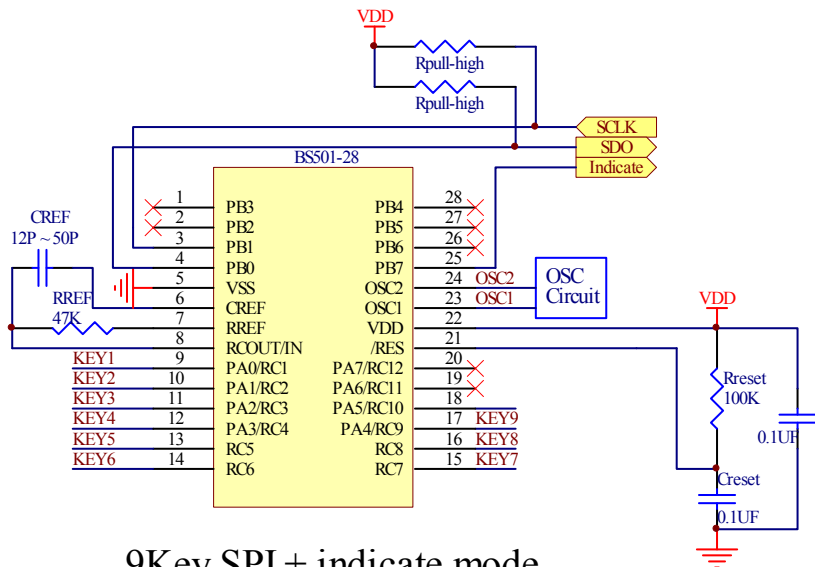 VDD
Rpull-high
Rpull-high
SCLK
SDO
Indicate
BS501-28
CREF
12P ~ 50P
RREF
47K
1 PB3 PB4 28
2 PB2 PB5 27
3 PB1 PB6 26
4 PB0 PB7 25
5 VSS OSC2 24 OSC2
6 CREF OSC1 23 OSC1
7 RREF VDD 22
8 RCOUT/IN /RES 21
KEY1 9 PA0/RC1 PA7/RC12 20
KEY2 10 PA1/RC2 PA6/RC11 19
KEY3 11 PA2/RC3 PA5/RC10 18
KEY4 12 PA3/RC4 PA4/RC9 17 KEY9
KEY5 13 RC5 RC8 16 KEY8
KEY6 14 RC6 RC7 15 KEY7
OSC
Circuit
VDD
Rreset
100K
0.1UF
Creset
0.1UF
9Key SPI + indicate mode